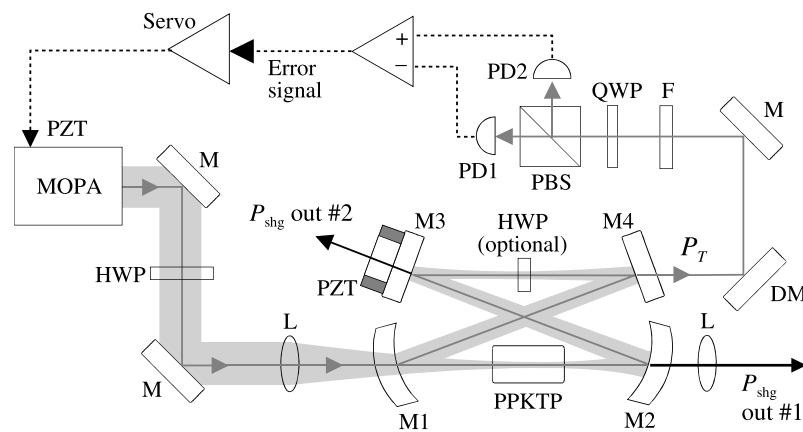 Servo
+
−
Error
signal
PD2
QWP
F
M
PZT
MOPA
M
PD1
PBS
P_shg out #2
M3
HWP
(optional)
M4
P_T
HWP
PZT
DM
L
L
M
M1
PPKTP
M2
P_shg
out #1